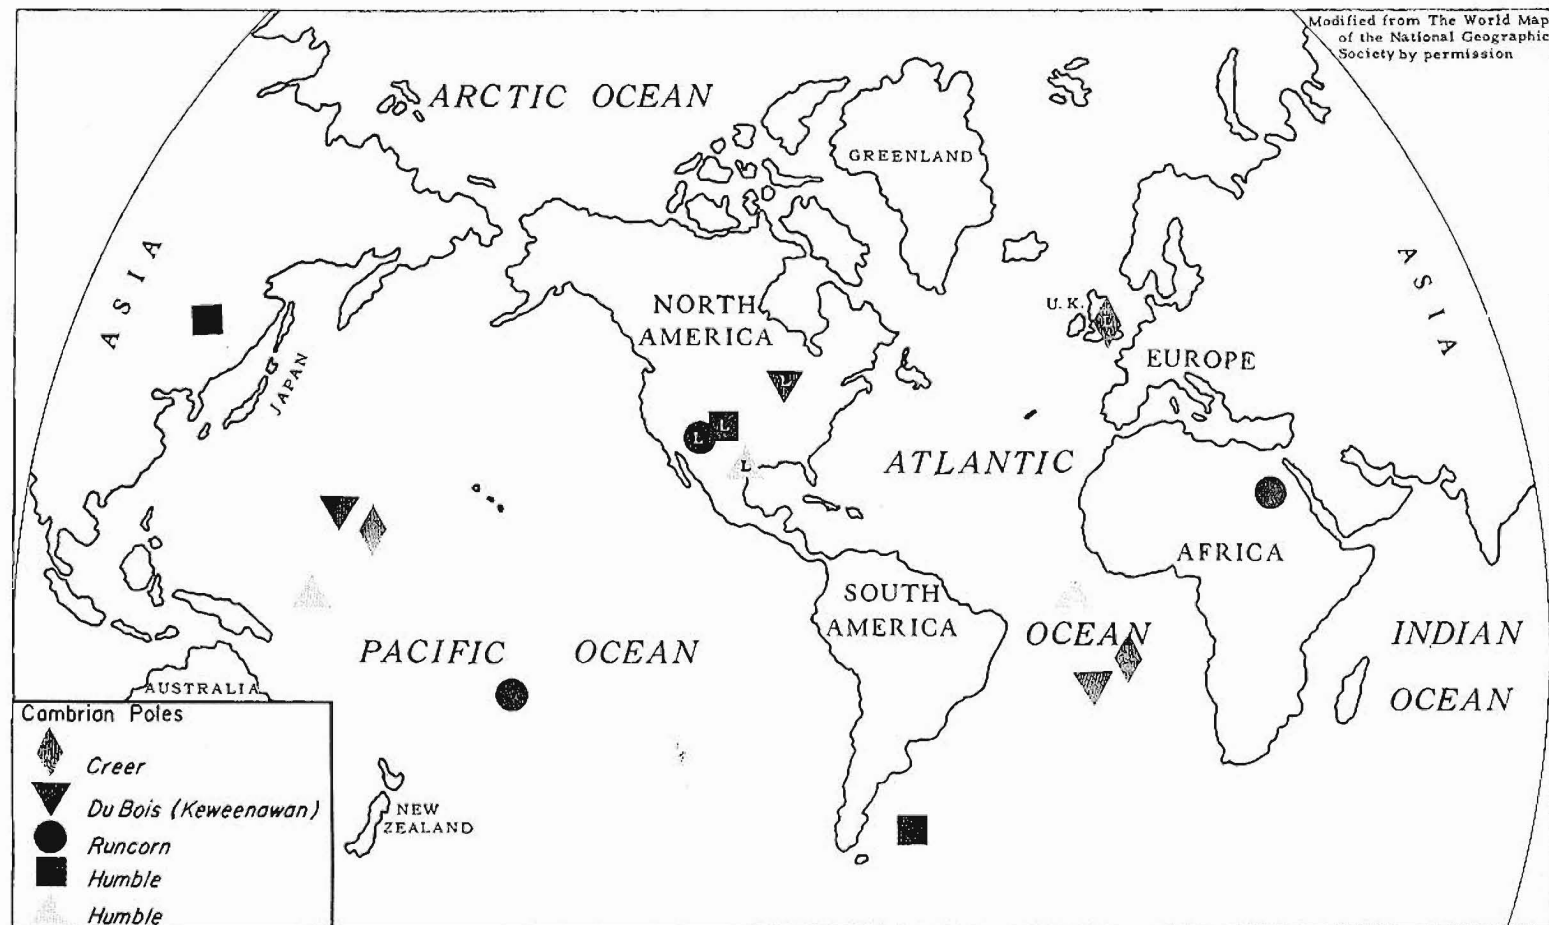 Modified from The World Map
of the National Geographic
Society by permission
ARCTIC OCEAN
GREENLAND
ASIA
ASIA
NORTH
AMERICA
U.K.
EUROPE
JAPAN
L
L
L
L
L
ATLANTIC
AFRICA
SOUTH
AMERICA
OCEAN
INDIAN
OCEAN
PACIFIC OCEAN
AUSTRALIA
NEW
ZEALAND
Cambrian Poles
Creer
Du Bois (Keweenawan)
Runcorn
Humble
Humble